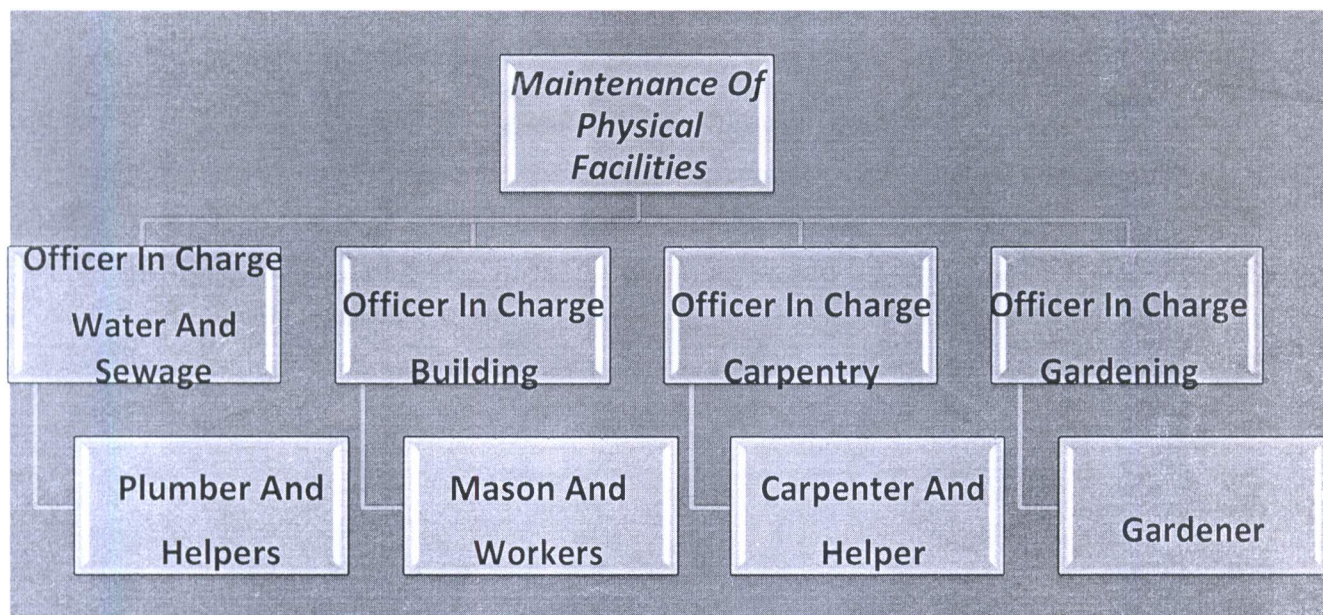 Maintenance Of
Physical
Facilities
Officer In Charge
Water And
Sewage
Officer In Charge
Building
Officer In Charge
Carpentry
Officer In Charge
Gardening
Plumber And
Helpers
Mason And
Workers
Carpenter And
Helper
Gardener